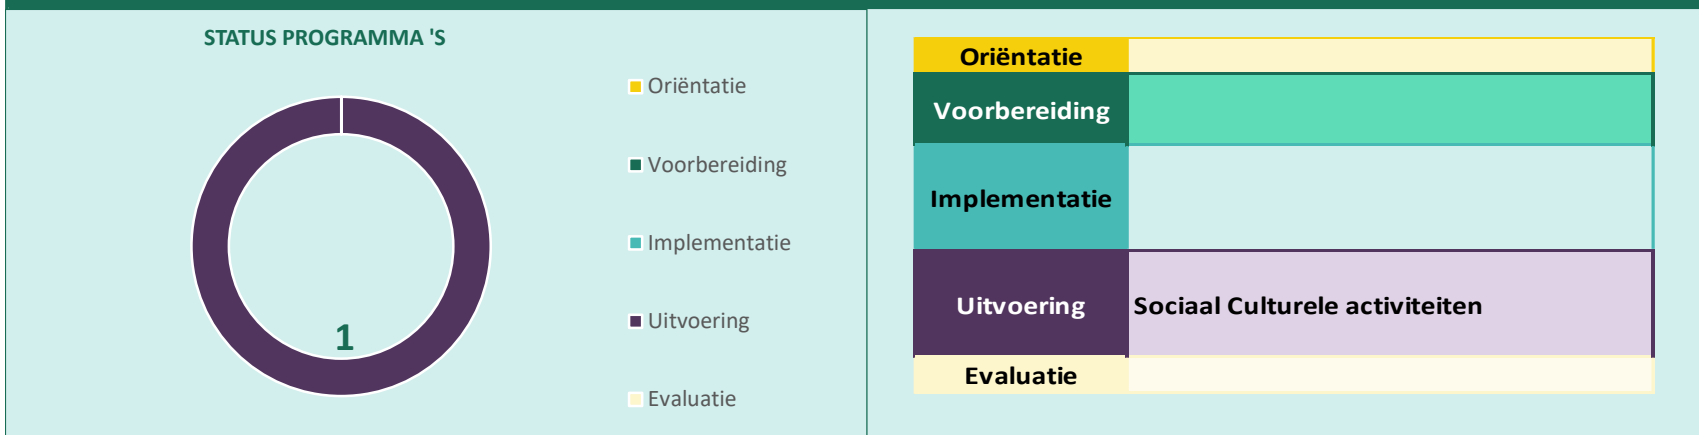 STATUS PROGRAMMA 'S
Oriëntatie
Voorbereiding
Implementatie
Uitvoering
Evaluatie
1
Oriëntatie
Voorbereiding
Implementatie
Uitvoering Sociaal Culturele activiteiten
Evaluatie